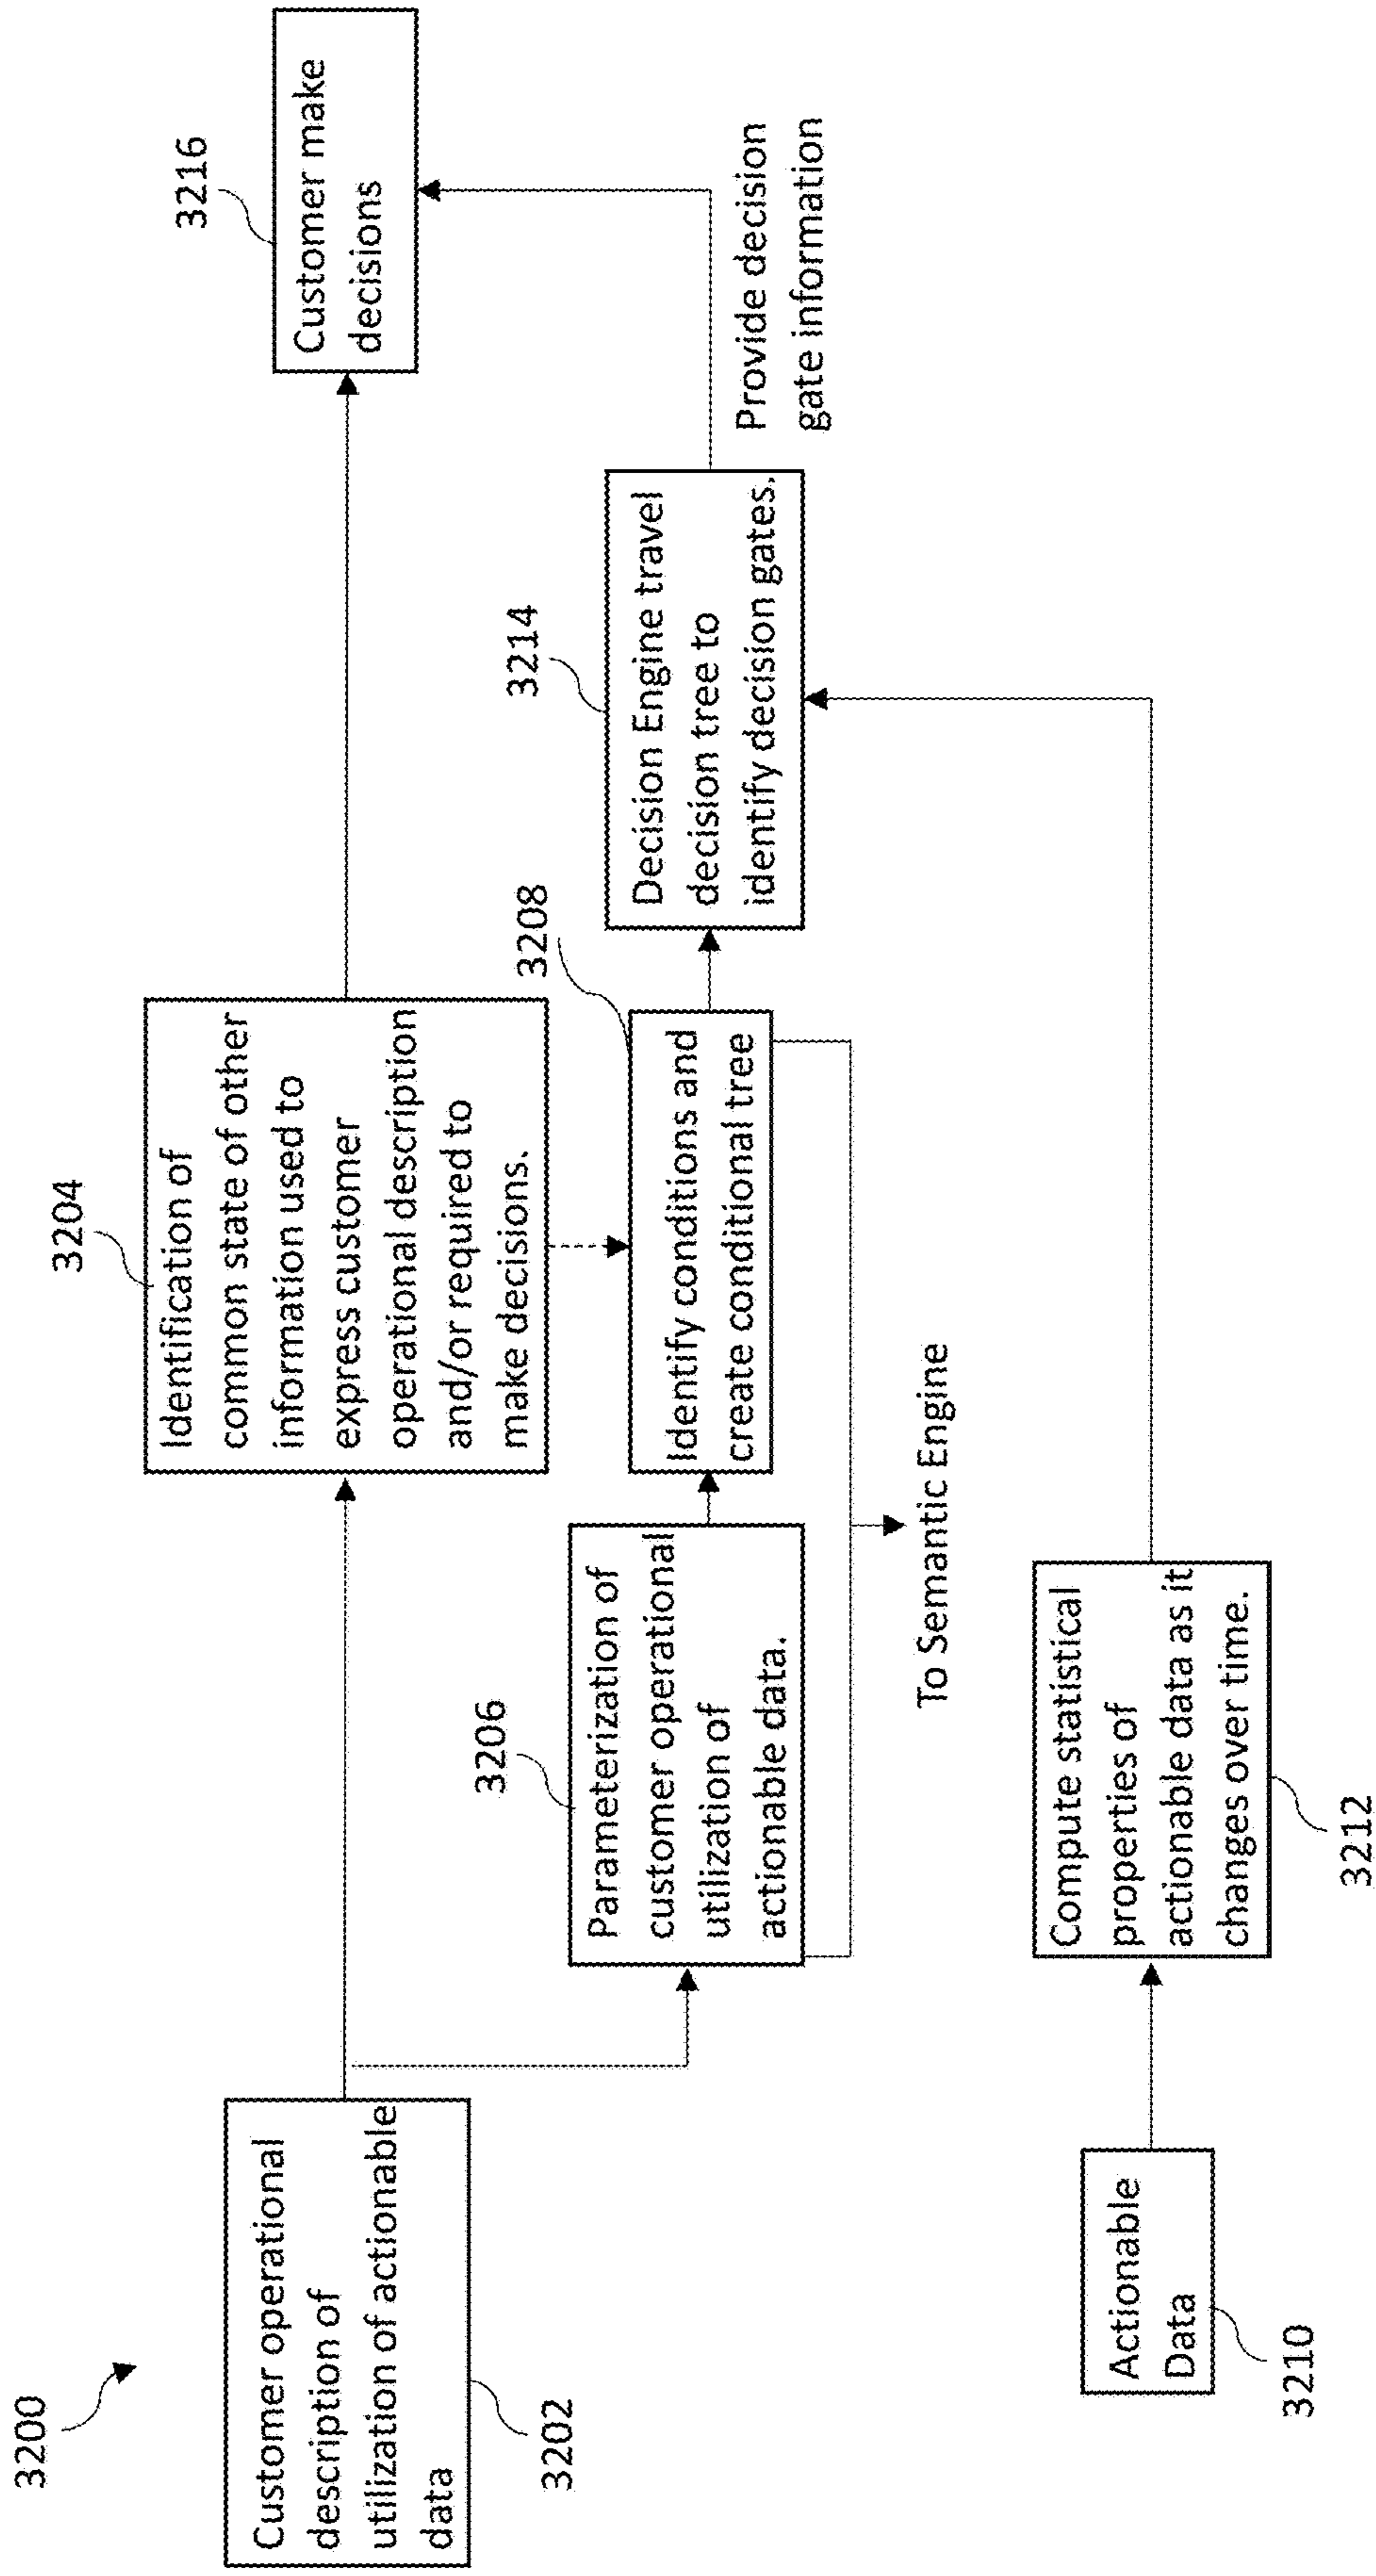 3200
Customer operational
description of
utilization of actionable
data
3202
3204
Identification of
common state of other
information used to
express customer
operational description
and/or required to
make decisions.
3216
Customer make
decisions
3206
Parameterization of
customer operational
utilization of
actionable data.
3208
Identify conditions and
create conditional tree
3214
Decision Engine travel
decision tree to
identify decision gates.
Provide decision
gate information
To Semantic Engine
Actionable
Data
3210
Compute statistical
properties of
actionable data as it
changes over time.
3212